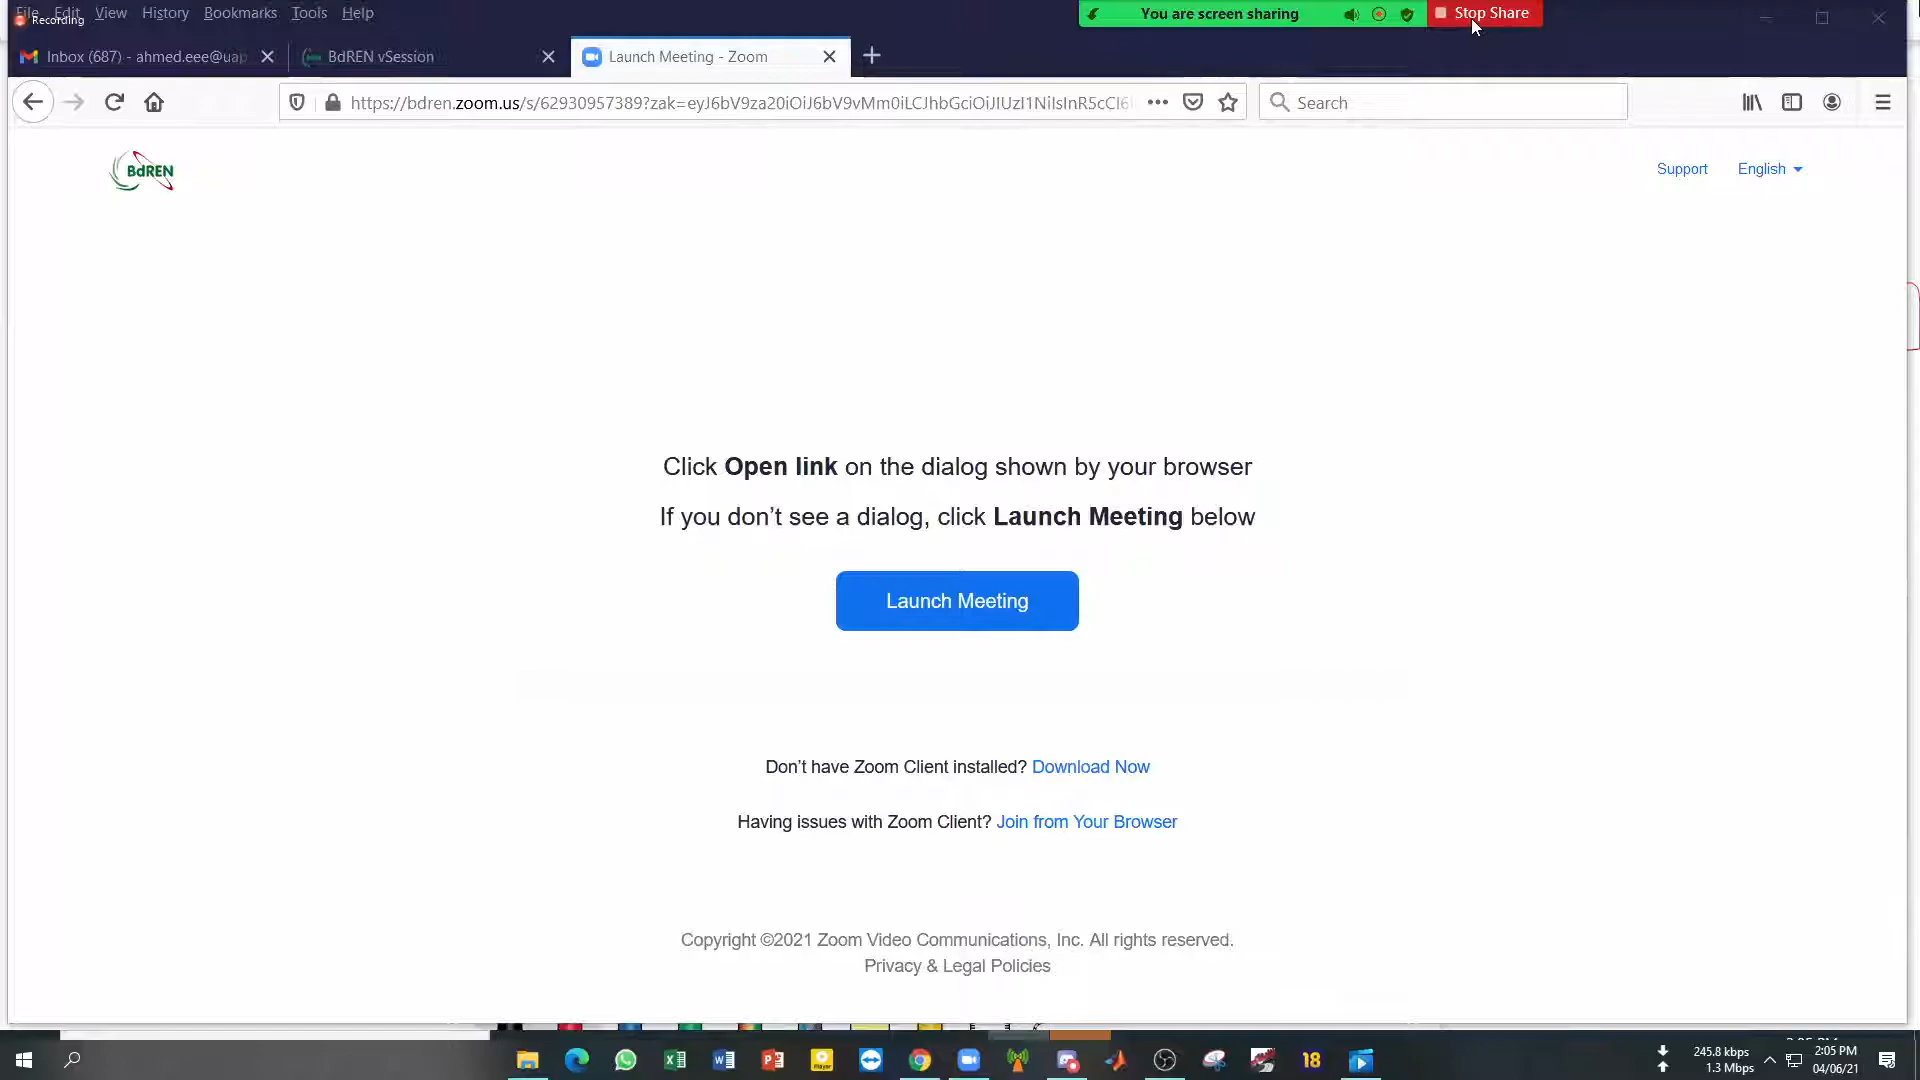 File Edit View History Bookmarks Tools Help
Recording
You are screen sharing
Stop Share
Inbox (687) - ahmed.eee@uap
BdREN vSession
Launch Meeting - Zoom
https://bdren.zoom.us/s/62930957389?zak=eyJ6bV9za20iOiJ6bV9vMm0iLCJhbGciOiJIUzI1NiIsInR5cCI6I
Search
BdREN
Support
English
Click Open link on the dialog shown by your browser
If you don’t see a dialog, click Launch Meeting below
Launch Meeting
Don’t have Zoom Client installed? Download Now
Having issues with Zoom Client? Join from Your Browser
Copyright ©2021 Zoom Video Communications, Inc. All rights reserved.
Privacy & Legal Policies
Player
18
245.8 kbps
1.3 Mbps
2:05 PM
04/06/21